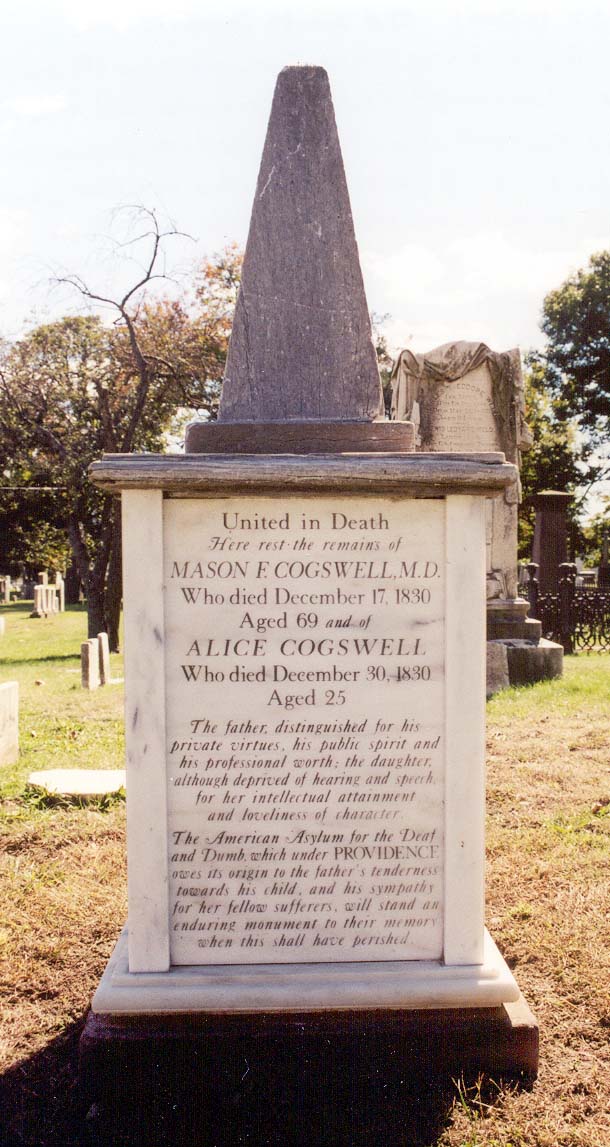 United in Death
Here rest the remains of
MASON F. COGSWELL, M.D.
Who died December 17, 1830
Aged 69 and of
ALICE COGSWELL
Who died December 30, 1830
Aged 25
The father, distinguished for his
private virtues, his public spirit and
his professional worth; the daughter,
although deprived of hearing and speech,
for her intellectual attainment
and loveliness of character.
The American Asylum for the Deaf
and Dumb, which under PROVIDENCE
owes its origin to the father's tenderness
towards his child, and his sympathy
for her fellow sufferers, will stand an
enduring monument to their memory
when this shall have perished.